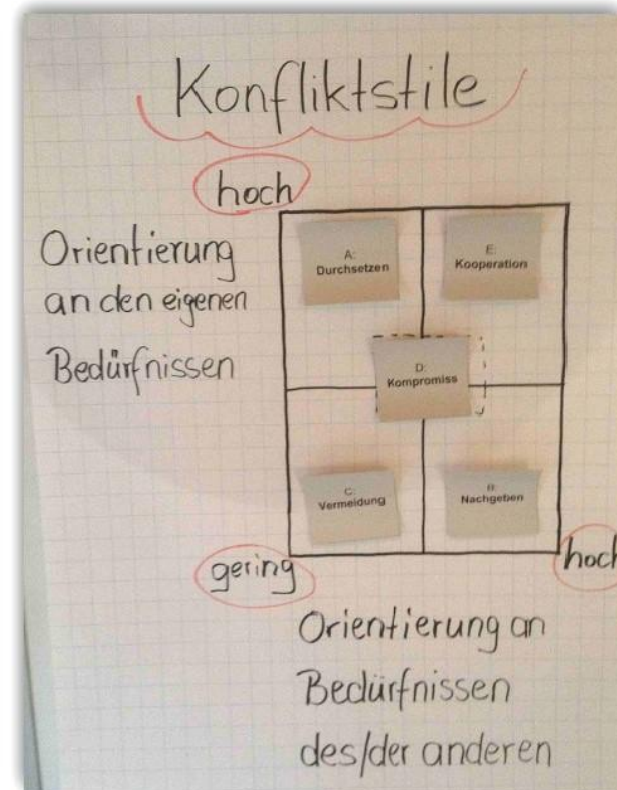 Konfliktstile
hoch
Orientierung
an den eigenen
Bedürfnissen
A:
Durchsetzen
E:
Kooperation
D:
Kompromiss
C:
Vermeidung
B:
Nachgeben
gering
hoch
Orientierung an
Bedürfnissen
des/der anderen